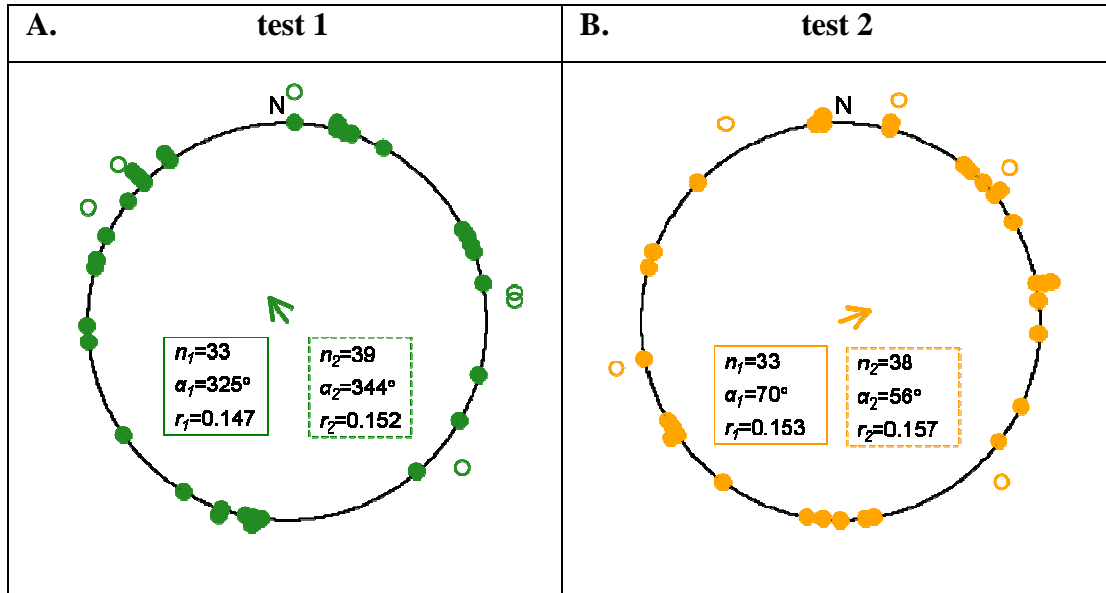 A. test 1
B. test 2
N
n1=33
α1=325°
r1=0.147
n2=39
α2=344°
r2=0.152
N
n1=33
α1=70°
r1=0.153
n2=38
α2=56°
r2=0.157